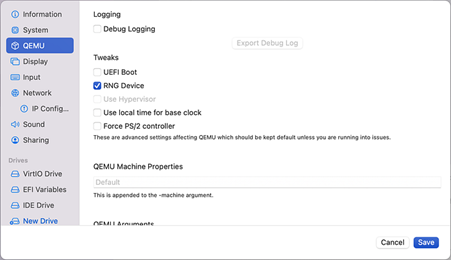 Information
System
QEMU
Display
Input
Network
IP Config...
Sound
Sharing
Drives
VirtIO Drive
EFI Variables
IDE Drive
New Drive
Logging
Debug Logging
Export Debug Log
Tweaks
UEFI Boot
RNG Device
Use Hypervisor
Use local time for base clock
Force PS/2 controller
These are advanced settings affecting QEMU which should be kept default unless you are running into issues.
QEMU Machine Properties
Default
This is appended to the -machine argument.
QEMU Arguments
Cancel
Save